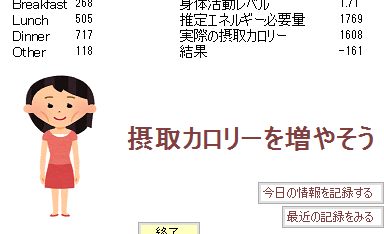 Breakfast 268 身体活動レベル 1.71
Lunch 505 推定エネルギー必要量 1769
Dinner 717 実際の摂取カロリー 1608
Other 118 結果 -161
摂取カロリーを増やそう
今日の情報を記録する
最近の記録をみる
終了